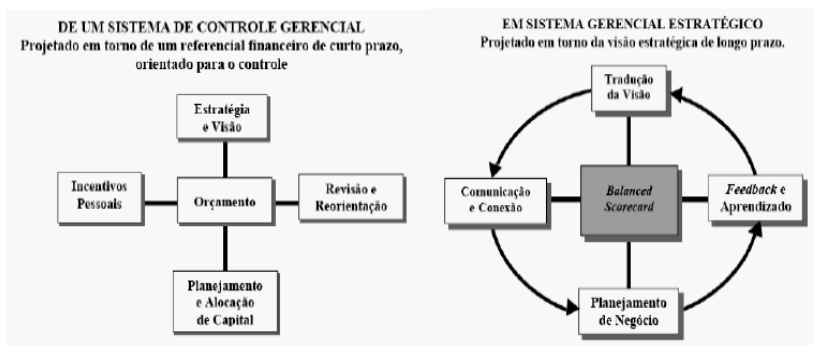 DE UM SISTEMA DE CONTROLE GERENCIAL
Projetado em torno de um referencial financeiro de curto prazo,
orientado para o controle
Estratégia
e Visão
Incentivos
Pessoais
Orçamento
Revisão e
Reorientação
Planejamento
e Alocação
de Capital
EM SISTEMA GERENCIAL ESTRATÉGICO
Projetado em torno da visão estratégica de longo prazo.
Tradução
da Visão
Comunicação
e Conexão
Balanced
Scorecard
Feedback e
Aprendizado
Planejamento
de Negócio